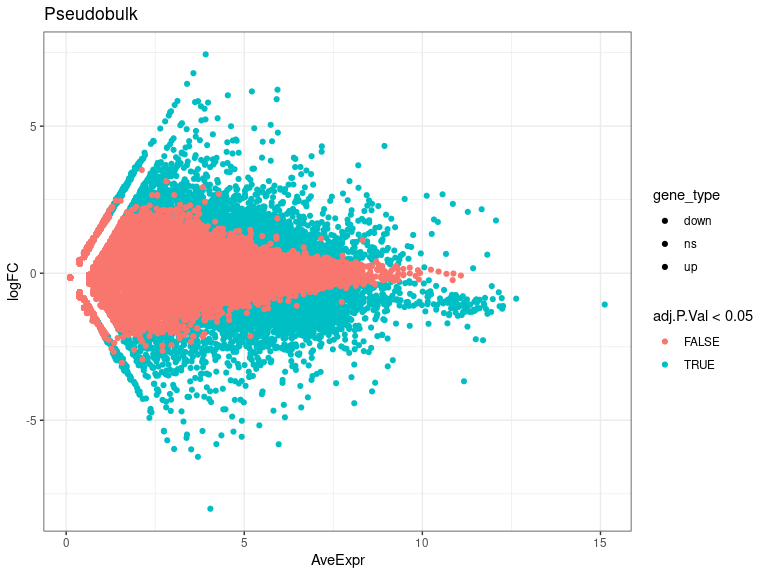 Pseudobulk
logFC
5
0
-5
0
5
10
15
AveExpr
gene_type
down
ns
up
adj.P.Val < 0.05
FALSE
TRUE